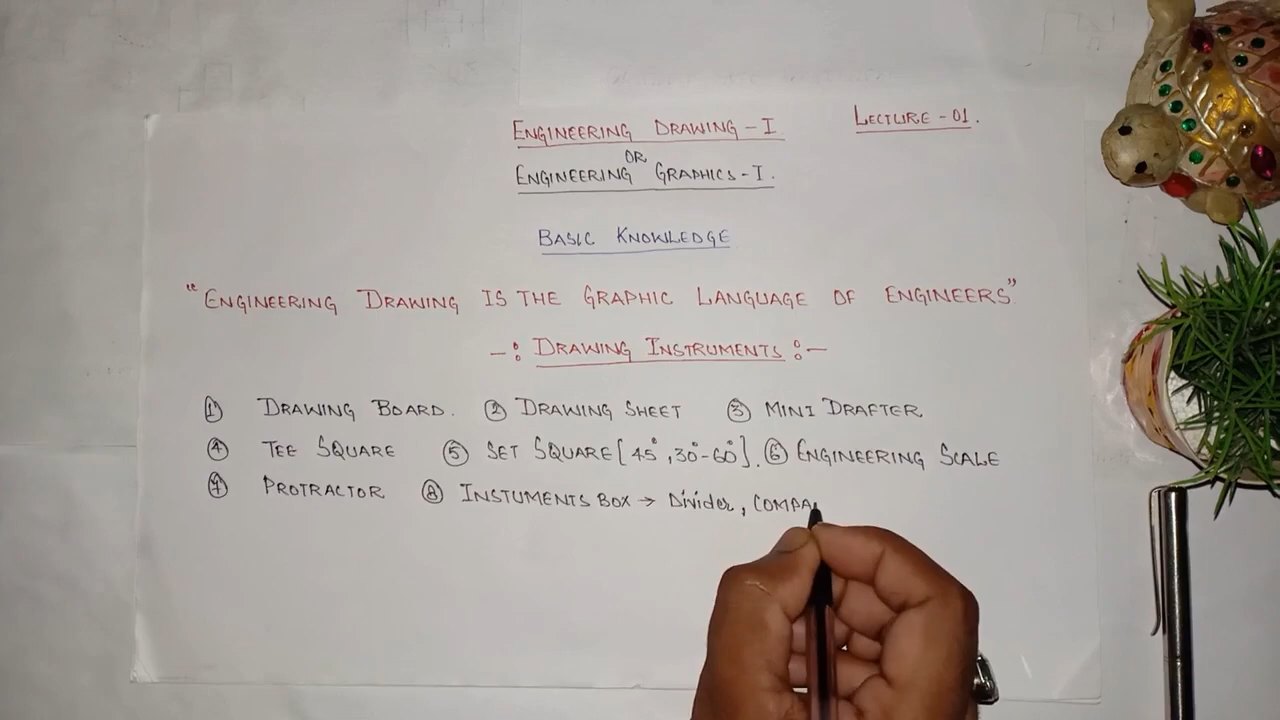 ENGINEERING DRAWING - I
LECTURE - 01.
OR
ENGINEERING GRAPHICS - I.
BASIC KNOWLEDGE
"ENGINEERING DRAWING IS THE GRAPHIC LANGUAGE OF ENGINEERS"
-: DRAWING INSTRUMENTS :-
① DRAWING BOARD. ② DRAWING SHEET ③ MINI DRAFTER.
④ TEE SQUARE ⑤ SET SQUARE [45°, 30°-60°]. ⑥ ENGINEERING SCALE
⑦ PROTRACTOR ⑧ INSTUMENTS BOX → Divider, COMPA